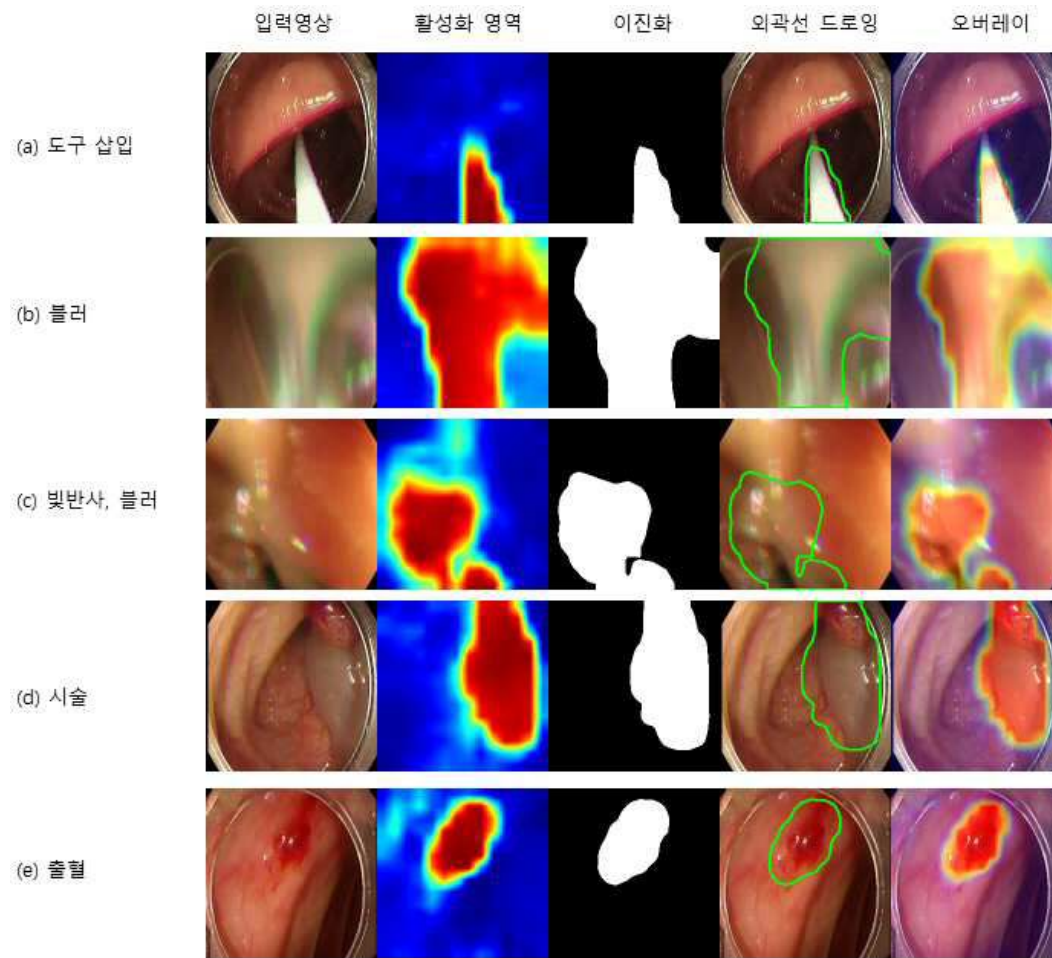 입력영상 활성화 영역 이진화 외곽선 드로잉 오버레이
(a) 도구 삽입
(b) 블러
(c) 빛반사, 블러
(d) 시술
(e) 출혈